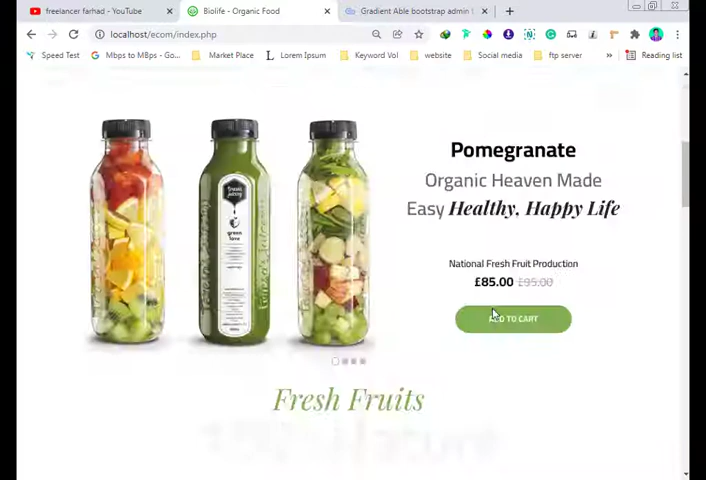 freelancer farhad - YouTube
Biolife - Organic Food
Gradient Able bootstrap admin
localhost/ecom/index.php
Speed Test
Mbps to MBps - Go...
Market Place
Lorem Ipsum
Keyword Vol
website
Social media
ftp server
Reading list
Pomegranate
Organic Heaven Made
Easy Healthy, Happy Life
National Fresh Fruit Production
£85.00 £95.00
ADD TO CART
green
love
Fresh Fruits